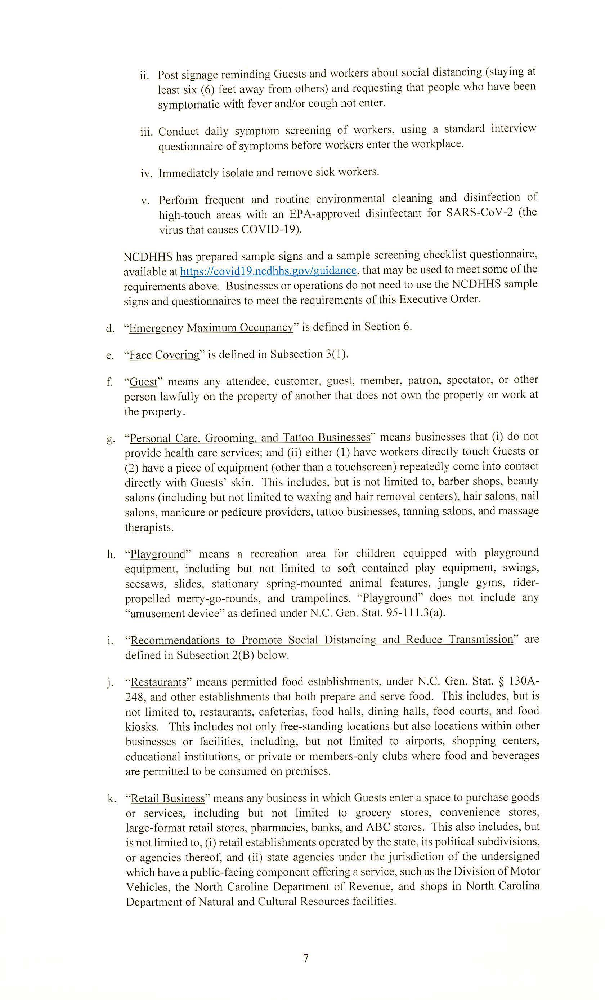 ii. Post signage reminding Guests and workers about social distancing (staying at
least six (6) feet away from others) and requesting that people who have been
symptomatic with fever and/or cough not enter.
iii. Conduct daily symptom screening of workers, using a standard interview
questionnaire of symptoms before workers enter the workplace.
iv. Immediately isolate and remove sick workers.
v. Perform frequent and routine environmental cleaning and disinfection of
high-touch areas with an EPA-approved disinfectant for SARS-CoV-2 (the
virus that causes COVID-19).
NCDHHS has prepared sample signs and a sample screening checklist questionnaire,
available at https://covid19.ncdhhs.gov/guidance, that may be used to meet some of the
requirements above. Businesses or operations do not need to use the NCDHHS sample
signs and questionnaires to meet the requirements of this Executive Order.
d. “Emergency Maximum Occupancy” is defined in Section 6.
e. “Face Covering” is defined in Subsection 3(1).
f. “Guest” means any attendee, customer, guest, member, patron, spectator, or other
person lawfully on the property of another that does not own the property or work at
the property.
g. “Personal Care, Grooming, and Tattoo Businesses” means businesses that (i) do not
provide health care services; and (ii) either (1) have workers directly touch Guests or
(2) have a piece of equipment (other than a touchscreen) repeatedly come into contact
directly with Guests’ skin. This includes, but is not limited to, barber shops, beauty
salons (including but not limited to waxing and hair removal centers), hair salons, nail
salons, manicure or pedicure providers, tattoo businesses, tanning salons, and massage
therapists.
h. “Playground” means a recreation area for children equipped with playground
equipment, including but not limited to soft contained play equipment, swings,
seesaws, slides, stationary spring-mounted animal features, jungle gyms, rider-
propelled merry-go-rounds, and trampolines. “Playground” does not include any
“amusement device” as defined under N.C. Gen. Stat. 95-111.3(a).
i. “Recommendations to Promote Social Distancing and Reduce Transmission” are
defined in Subsection 2(B) below.
j. “Restaurants” means permitted food establishments, under N.C. Gen. Stat. § 130A-
248, and other establishments that both prepare and serve food. This includes, but is
not limited to, restaurants, cafeterias, food halls, dining halls, food courts, and food
kiosks. This includes not only free-standing locations but also locations within other
businesses or facilities, including, but not limited to airports, shopping centers,
educational institutions, or private or members-only clubs where food and beverages
are permitted to be consumed on premises.
k. “Retail Business” means any business in which Guests enter a space to purchase goods
or services, including but not limited to grocery stores, convenience stores,
large-format retail stores, pharmacies, banks, and ABC stores. This also includes, but
is not limited to, (i) retail establishments operated by the state, its political subdivisions,
or agencies thereof, and (ii) state agencies under the jurisdiction of the undersigned
which have a public-facing component offering a service, such as the Division of Motor
Vehicles, the North Caroline Department of Revenue, and shops in North Carolina
Department of Natural and Cultural Resources facilities.
7